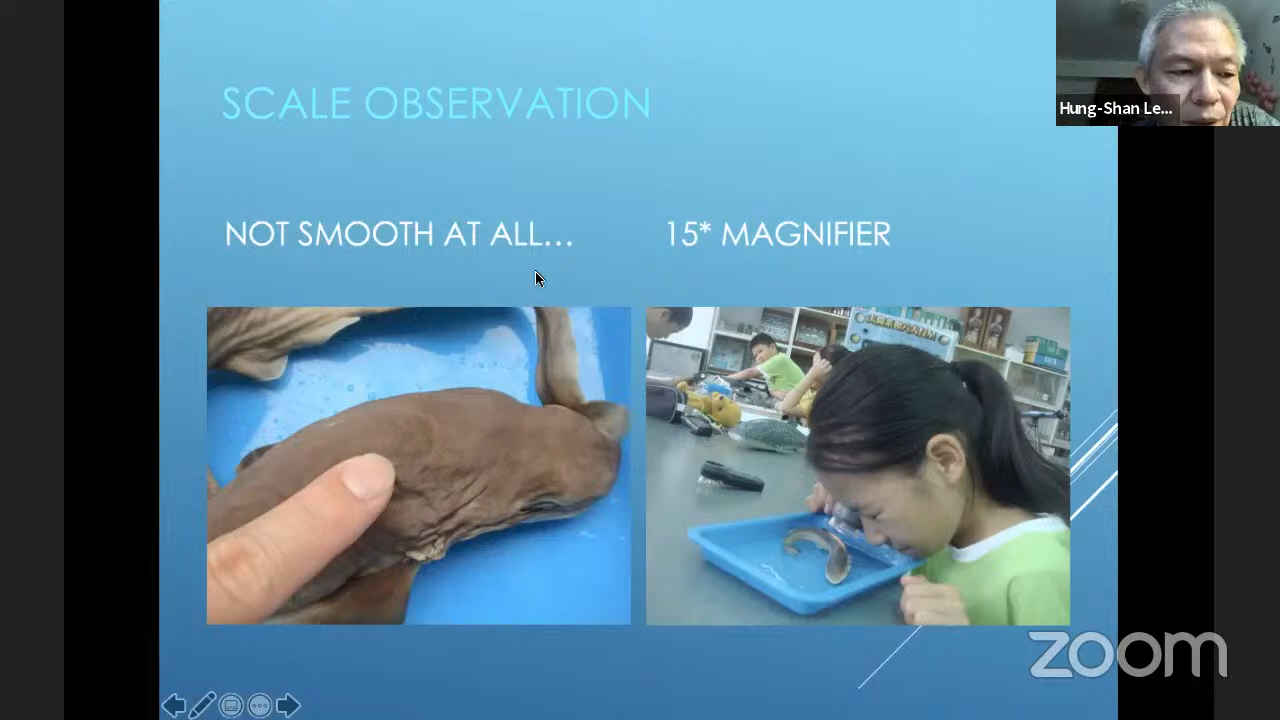 SCALE OBSERVATION
Hung-Shan Le...
NOT SMOOTH AT ALL...
15* MAGNIFIER
zoom